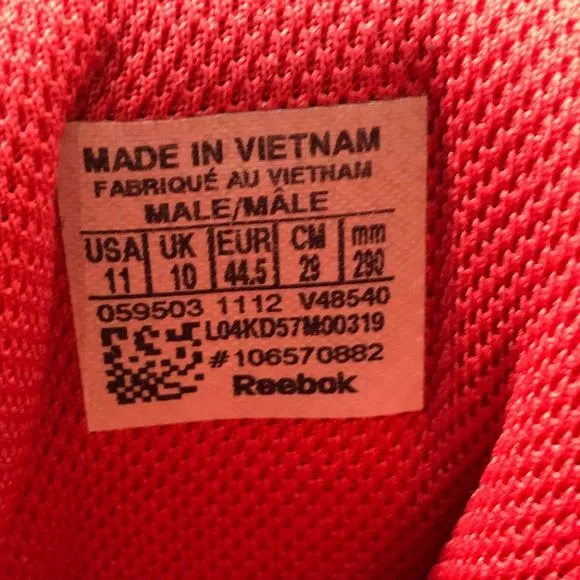 MADE IN VIETNAM
FABRIQUÉ AU VIETNAM
MALE/MÂLE
USA UK EUR CM mm
11 10 44.5 29 290
059503 1112 V48540
L04KD57M00319
#106570882
Reebok